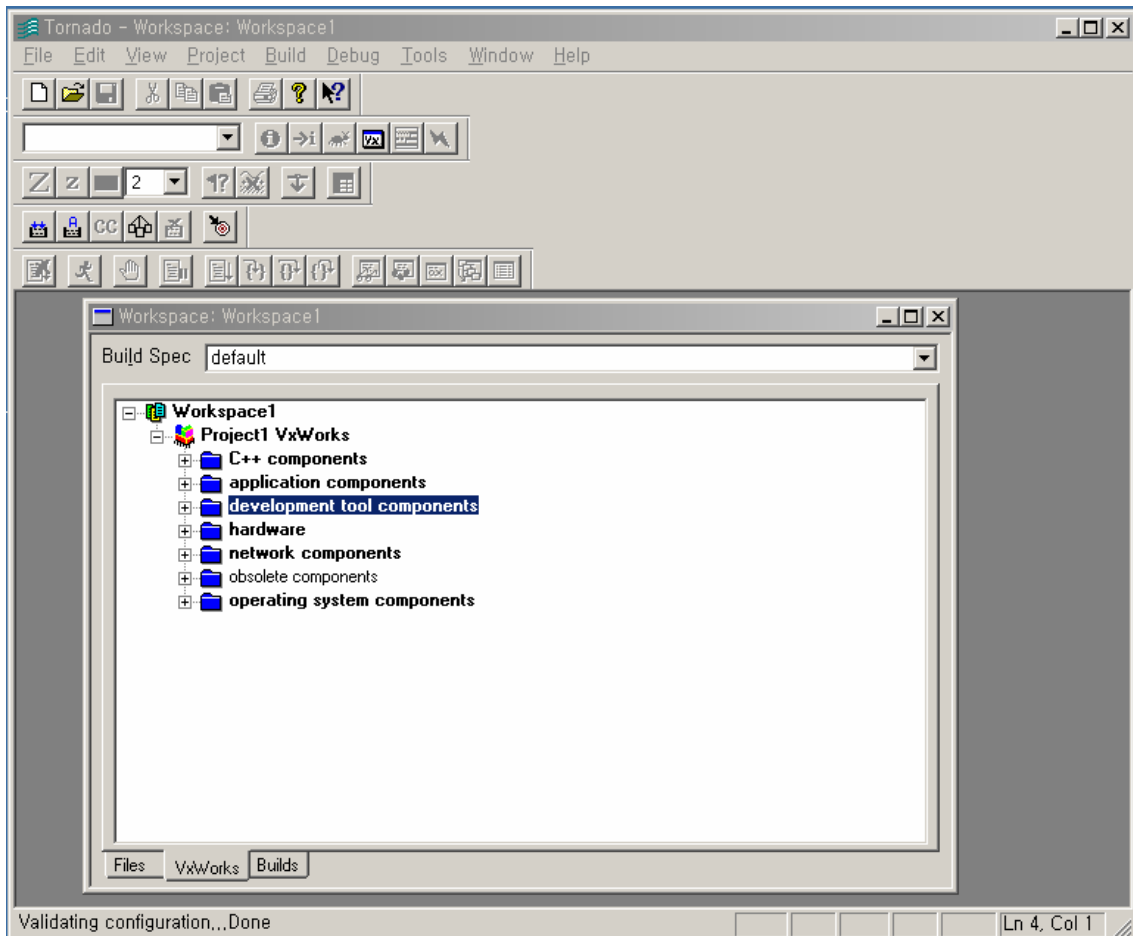 Tornado - Workspace: Workspace1
File Edit View Project Build Debug Tools Window Help
2
CC
Workspace: Workspace1
Build Spec default
Workspace1
Project1 VxWorks
C++ components
application components
development tool components
hardware
network components
obsolete components
operating system components
Files VxWorks Builds
Validating configuration,,,Done Ln 4, Col 1